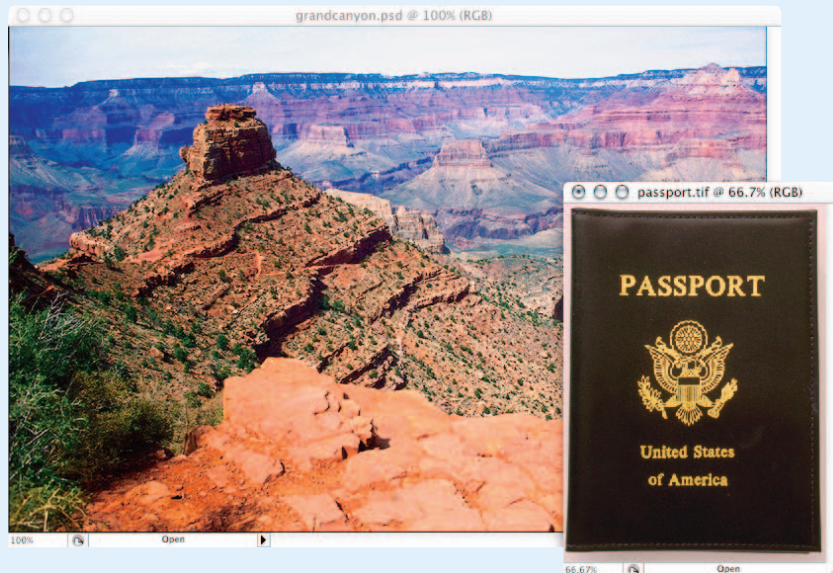 grandcanyon.psd @ 100% (RGB)
passport.tif @ 66.7% (RGB)
PASSPORT
United States
of America
100%
Open
66.67%
Open